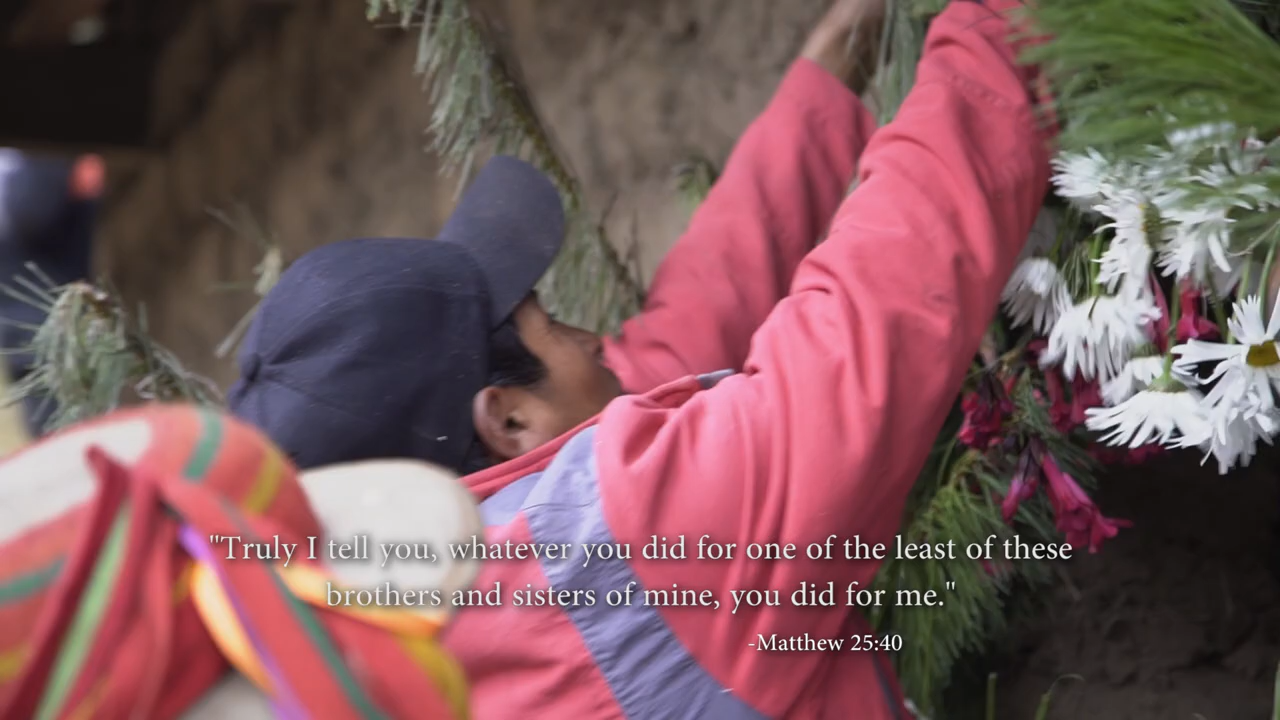 "Truly I tell you, whatever you did for one of the least of these
brothers and sisters of mine, you did for me."
-Matthew 25:40